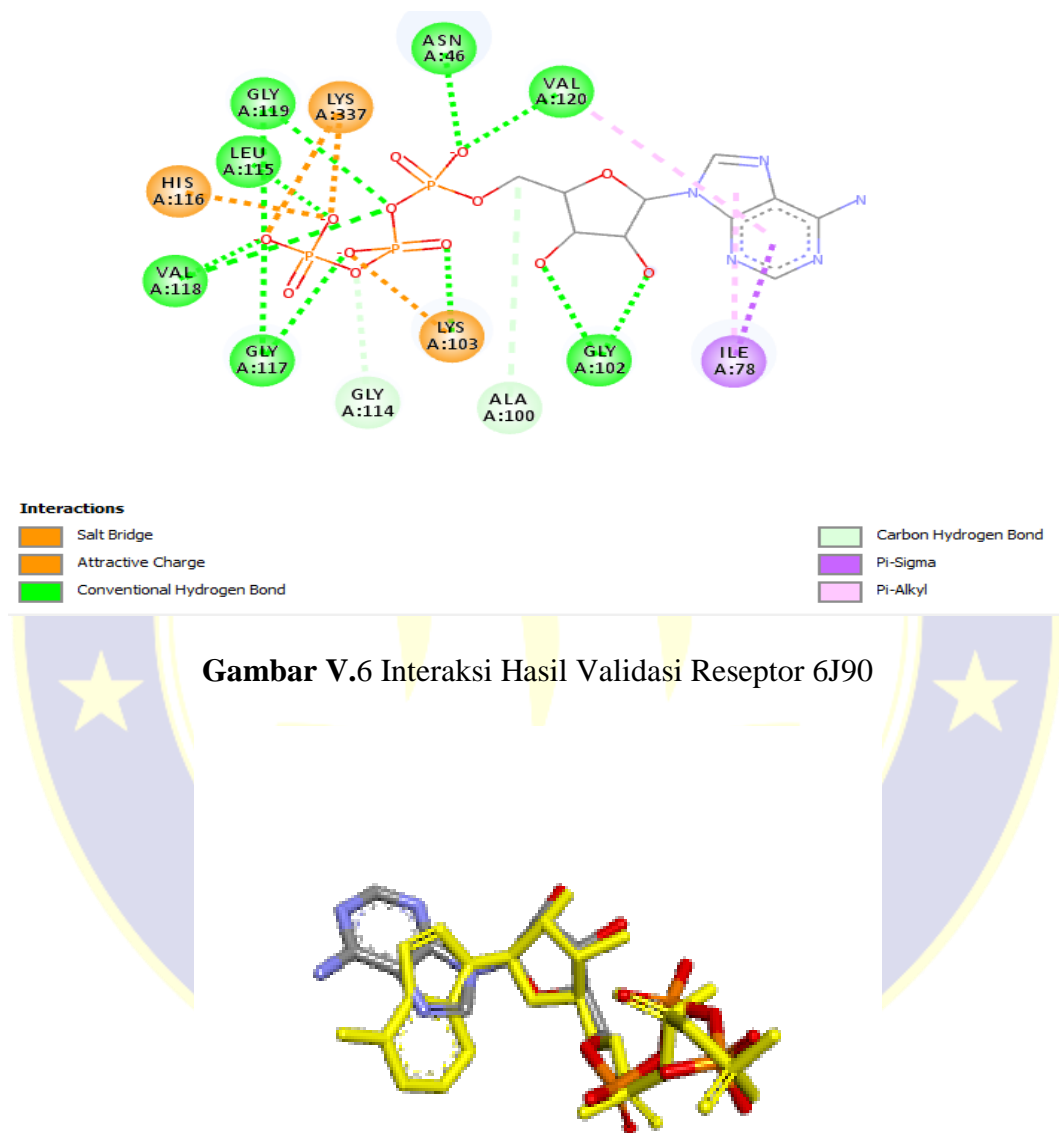 ASN
A:46
GLY
A:119
LYS
A:337
VAL
A:120
LEU
A:115
HIS
A:116
VAL
A:118
GLY
A:117
LYS
A:103
GLY
A:102
ILE
A:78
GLY
A:114
ALA
A:100
O
-O
P
O
O
O
N
N
N
N
N
-O
O
-O
P
O
P
-O
O
O
O
O
Interactions
Salt Bridge
Attractive Charge
Conventional Hydrogen Bond
Carbon Hydrogen Bond
Pi-Sigma
Pi-Alkyl
Gambar V.6 Interaksi Hasil Validasi Reseptor 6J90